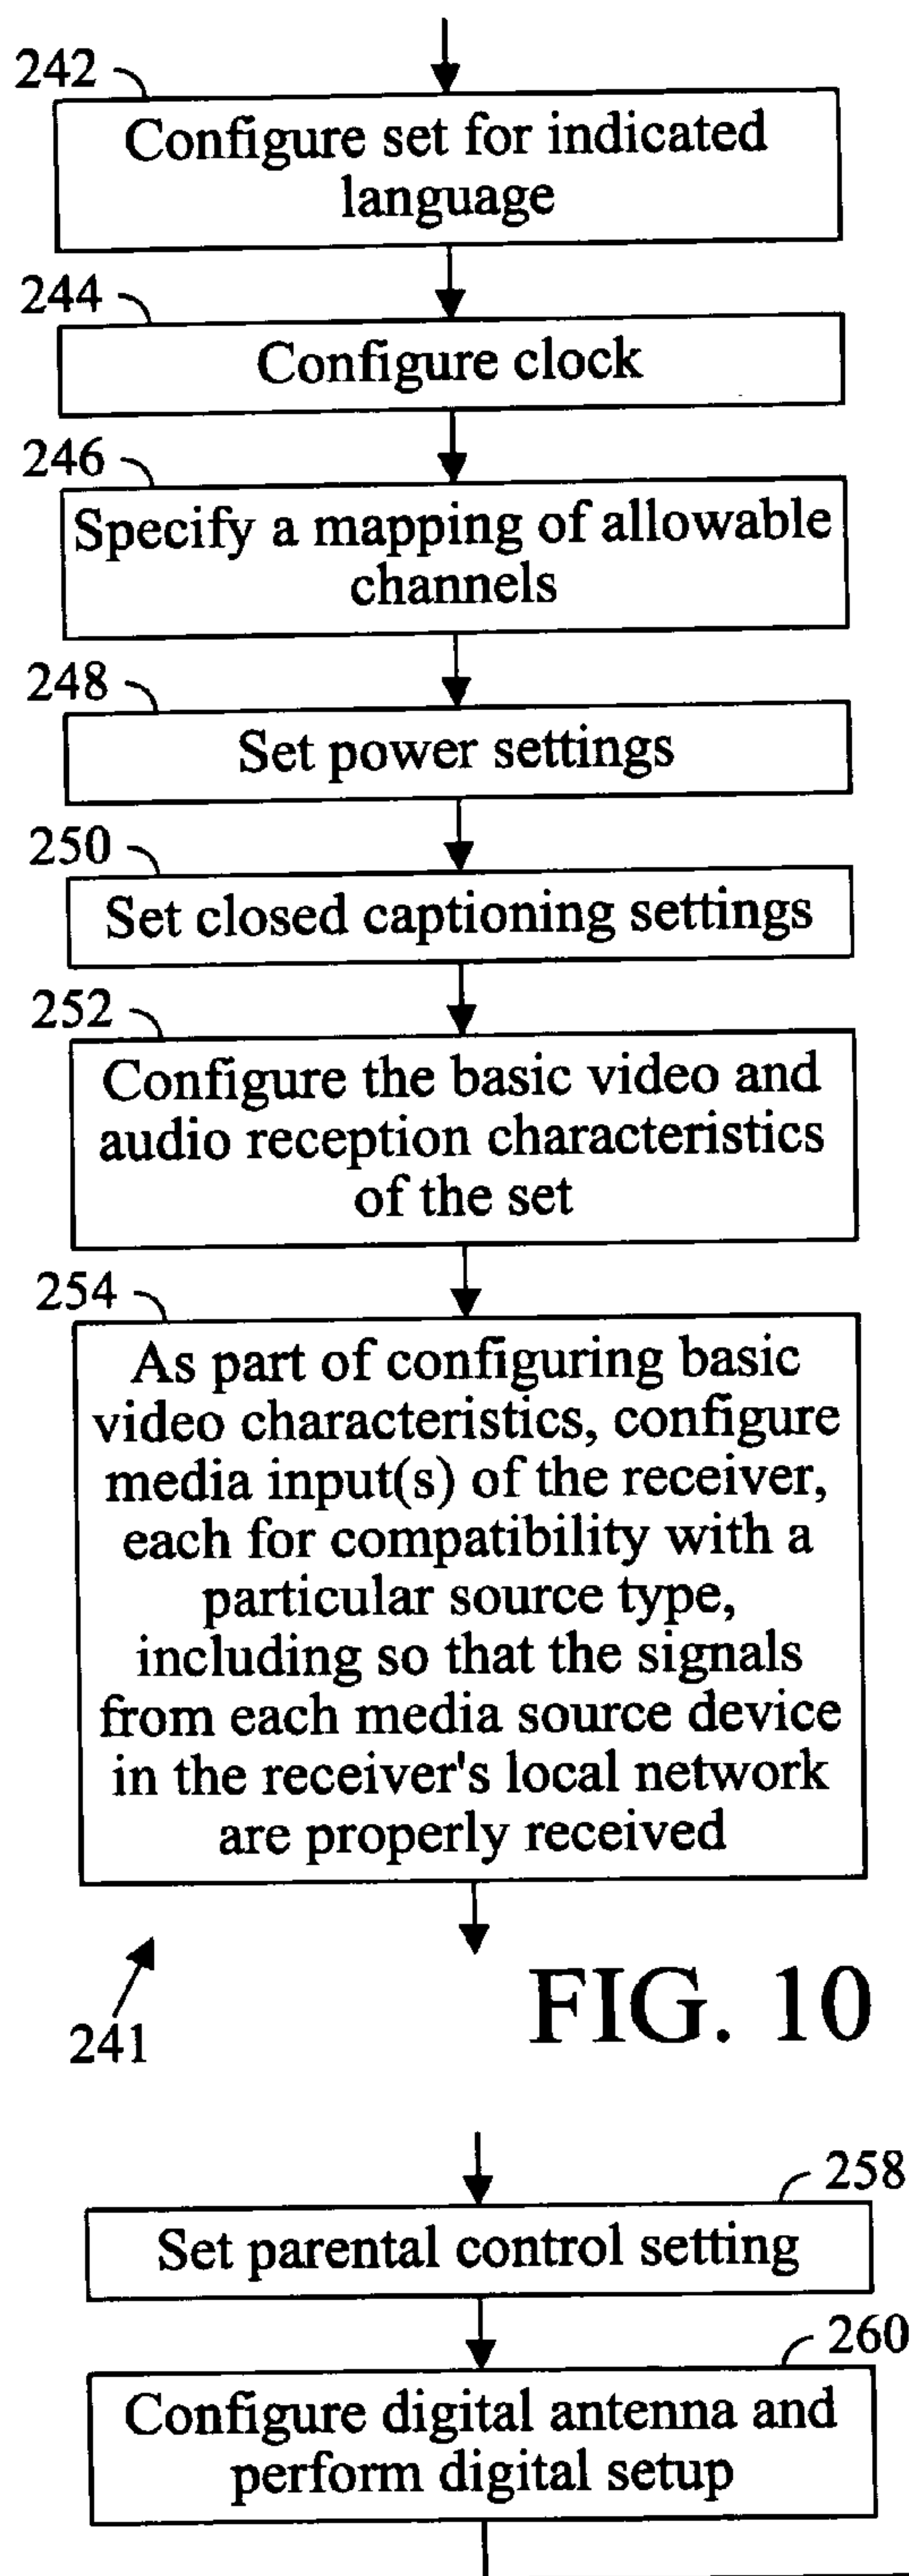 242
Configure set for indicated
language
244
Configure clock
246
Specify a mapping of allowable
channels
248
Set power settings
250
Set closed captioning settings
252
Configure the basic video and
audio reception characteristics
of the set
254
As part of configuring basic
video characteristics, configure
media input(s) of the receiver,
each for compatibility with a
particular source type,
including so that the signals
from each media source device
in the receiver's local network
are properly received
241
FIG. 10
258
Set parental control setting
260
Configure digital antenna and
perform digital setup